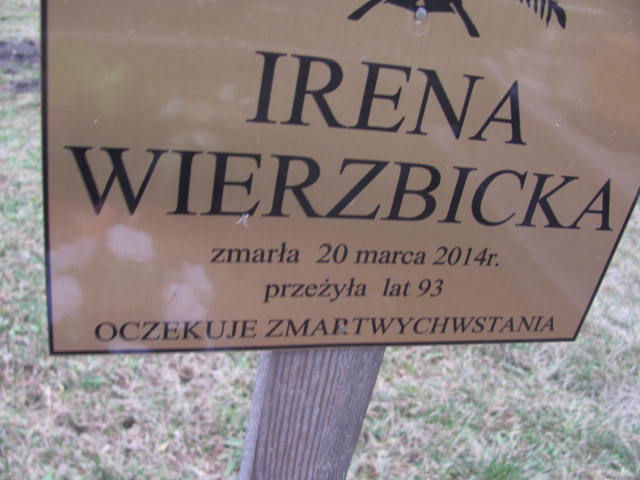 IRENA
WIERZBICKA
zmarła 20 marca 2014r.
przeżyła lat 93
OCZEKUJE ZMARTWYCHWSTANIA